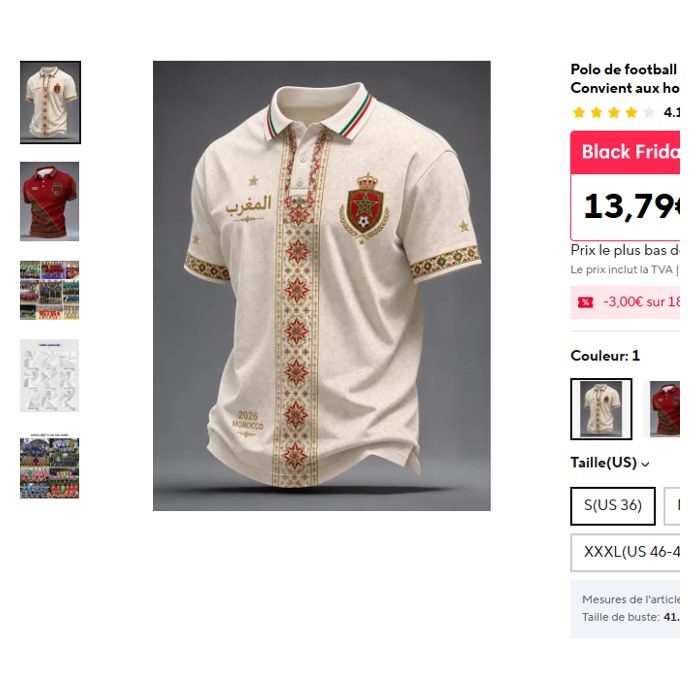 Polo de football
Convient aux ho
4.1
Black Frida
13,79€
Prix le plus bas d
Le prix inclut la TVA |
-3,00€ sur 18
Couleur: 1
Taille(US)
S(US 36)
XXXL(US 46-4
Mesures de l'article
Taille de buste: 41.
المغرب
2026
MOROCCO